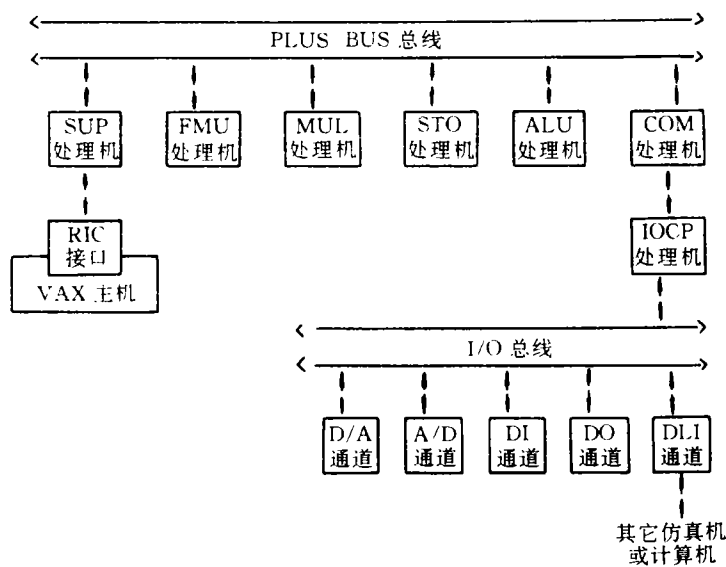 PLUS BUS 总线
SUP FMU MUL STO ALU COM
处理机 处理机 处理机 处理机 处理机 处理机
RIC
接口
VAX 主机
IOCP
处理机
I/O 总线
D/A A/D DI DO DLI
通道 通道 通道 通道 通道
其它仿真机
或计算机